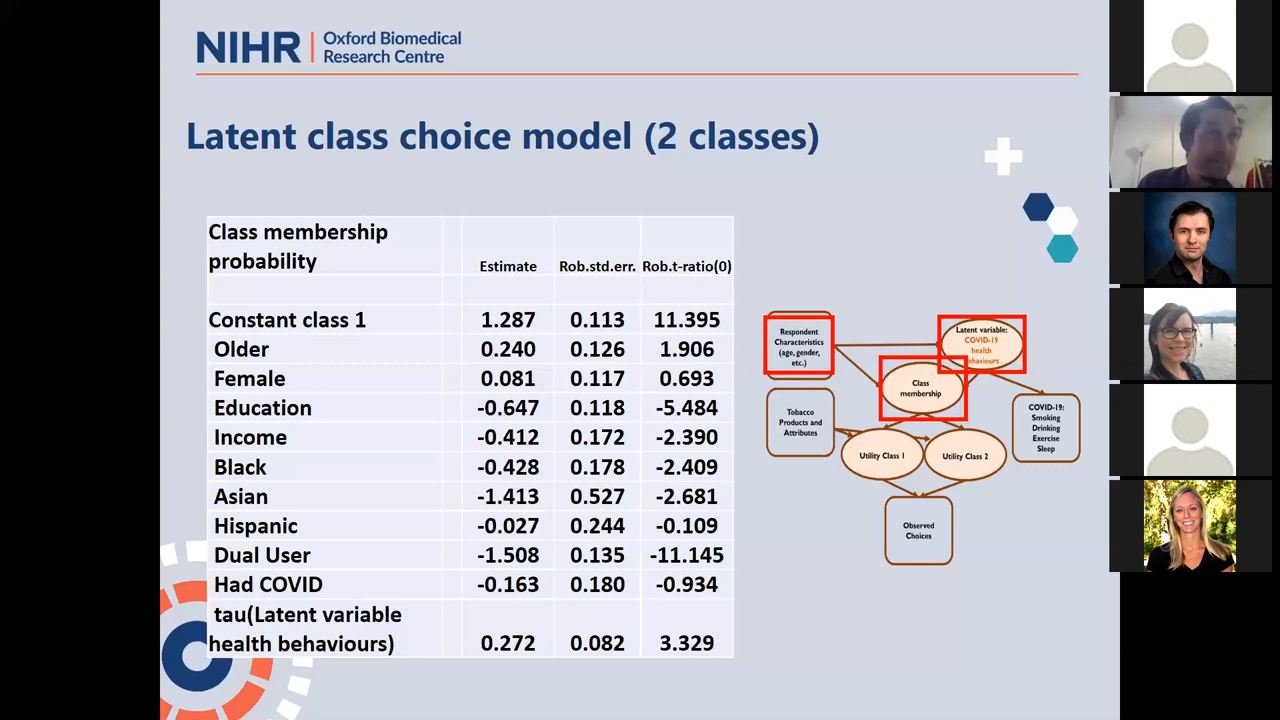 NIHR | Oxford Biomedical
Research Centre
Latent class choice model (2 classes)
Class membership
probability Estimate Rob.std.err. Rob.t-ratio(0)
Constant class 1 1.287 0.113 11.395
Older 0.240 0.126 1.906
Female 0.081 0.117 0.693
Education -0.647 0.118 -5.484
Income -0.412 0.172 -2.390
Black -0.428 0.178 -2.409
Asian -1.413 0.527 -2.681
Hispanic -0.027 0.244 -0.109
Dual User -1.508 0.135 -11.145
Had COVID -0.163 0.180 -0.934
tau(Latent variable
health behaviours) 0.272 0.082 3.329
Respondent
Characteristics
(age, gender,
etc.)
Latent variable:
COVID-19
health
behaviours
Class
membership
Tobacco
Products and
Attributes
COVID-19:
Smoking
Drinking
Exercise
Sleep
Utility Class 1
Utility Class 2
Observed
Choices